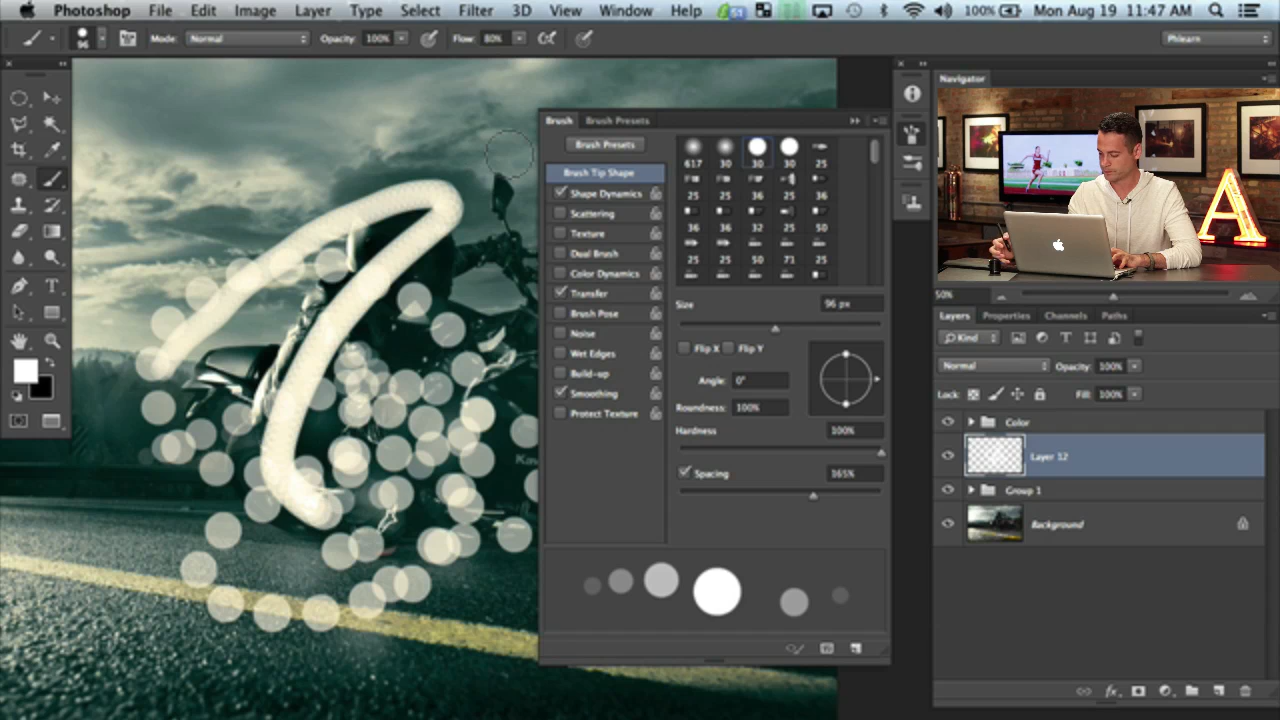 Photoshop File Edit Image Layer Type Select Filter 3D View Window Help 51 100% Mon Aug 19 11:47 AM
96 Mode: Normal Opacity: 100% Flow: 80% Phlearn
Brush Brush Presets
Brush Presets
Brush Tip Shape
Shape Dynamics
Scattering
Texture
Dual Brush
Color Dynamics
Transfer
Brush Pose
Noise
Wet Edges
Build-up
Smoothing
Protect Texture
617 30 30 30 25
25 25 25 36 25
36 36 32 25 50
25 25 50 71 25
Size 96 px
Flip X Flip Y
Angle: 0°
Roundness: 100%
Hardness 100%
Spacing 165%
Navigator
A
50%
Layers Properties Channels Paths
Kind
Normal Opacity: 100%
Lock: Fill: 100%
Color
Layer 12
Group 1
Background